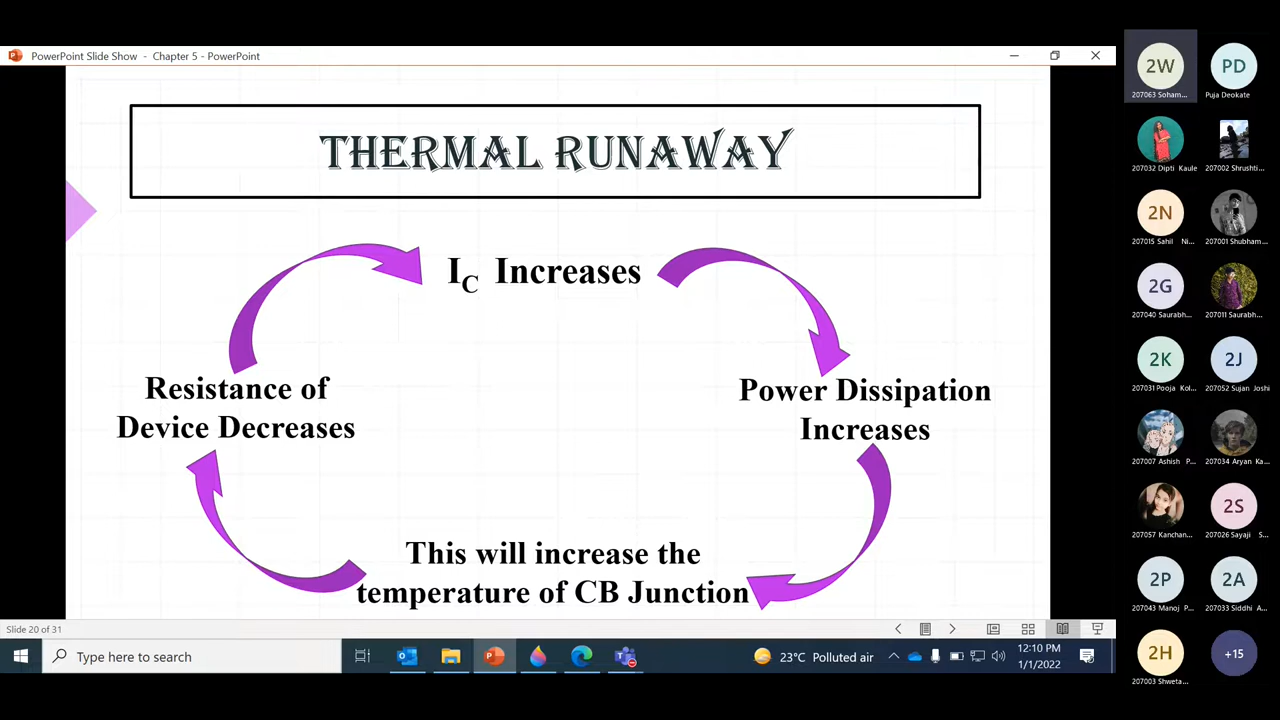 PowerPoint Slide Show - Chapter 5 - PowerPoint
THERMAL RUNAWAY
IC Increases
Power Dissipation
Increases
This will increase the
temperature of CB Junction
Resistance of
Device Decreases
Slide 20 of 31
Type here to search
23°C Polluted air
12:10 PM
1/1/2022
2W
207063 Soham...
PD
Puja Deokate
207032 Dipti Kaule
207002 Shrushti...
2N
207015 Sahil Ni...
207001 Shubham...
2G
207040 Saurabh...
207011 Saurabh...
2K
207031 Pooja Kol...
2J
207052 Sujan Joshi
207007 Ashish P...
207034 Aryan Ka...
207057 Kanchan...
2S
207026 Sayaji S...
2P
207043 Manoj P...
2A
207033 Siddhi A...
2H
207003 Shweta...
+15